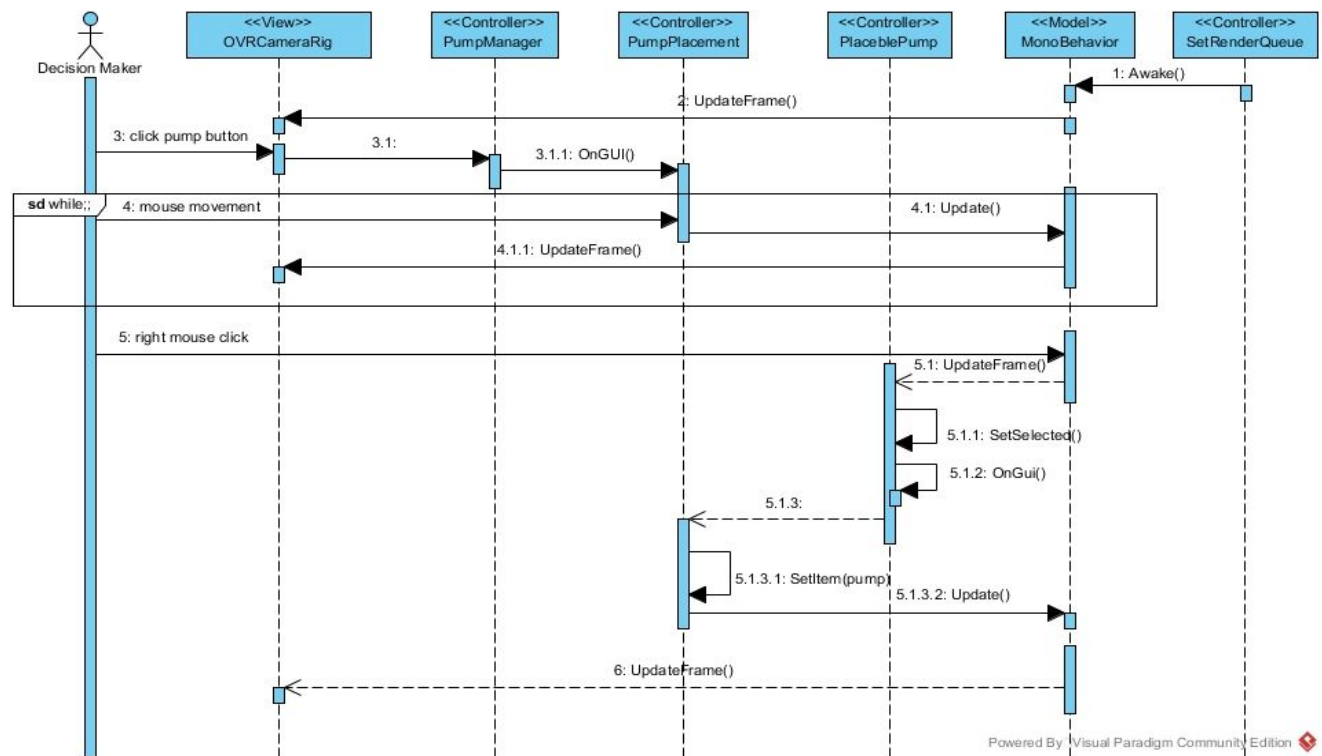 <<View>>
OVRCameraRig
<<Controller>>
PumpManager
<<Controller>>
PumpPlacement
<<Controller>>
PlaceblePump
<<Model>>
MonoBehavior
<<Controller>>
SetRenderQueue
Decision Maker
1: Awake()
2: UpdateFrame()
3: click pump button
3.1:
3.1.1: OnGUI()
sd while;;
4: mouse movement
4.1: Update()
4.1.1: UpdateFrame()
5: right mouse click
5.1: UpdateFrame()
5.1.1: SetSelected()
5.1.2: OnGui()
5.1.3:
5.1.3.1: SetItem(pump)
5.1.3.2: Update()
6: UpdateFrame()
Powered By Visual Paradigm Community Edition